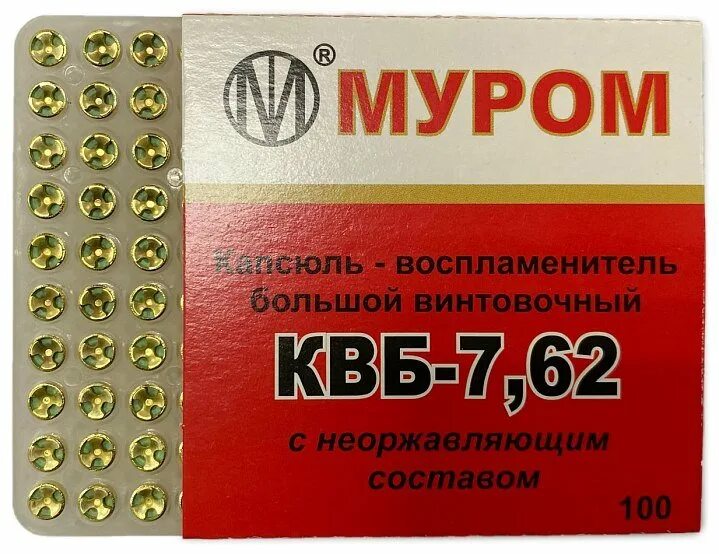 ® МУРОМ
Капсюль - воспламенитель
большой винтовочный
КВБ-7,62
с неоржавляющим
составом
100